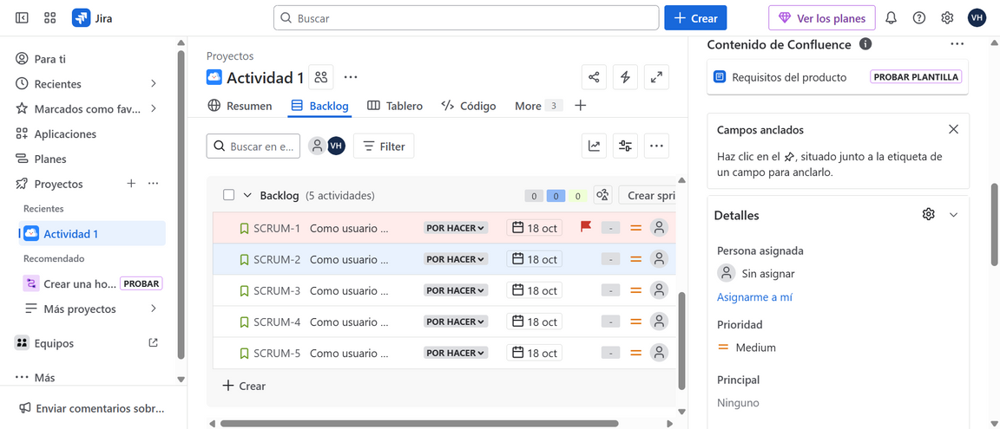 Jira
Buscar
Crear
Ver los planes
VH
Para ti
Recientes
Marcados como fav...
Aplicaciones
Planes
Proyectos
Recientes
Actividad 1
Recomendado
Crear una ho... PROBAR
Más proyectos
Equipos
Más
Enviar comentarios sobr...
Proyectos
Actividad 1
Resumen
Backlog
Tablero
Código
More 3
Buscar en e...
VH
Filter
Backlog (5 actividades) 0 0 0 Crear spri
SCRUM-1 Como usuario ... POR HACER 18 oct -
SCRUM-2 Como usuario ... POR HACER 18 oct -
SCRUM-3 Como usuario ... POR HACER 18 oct -
SCRUM-4 Como usuario ... POR HACER 18 oct -
SCRUM-5 Como usuario ... POR HACER 18 oct -
Crear
Contenido de Confluence
Requisitos del producto PROBAR PLANTILLA
Campos anclados
Haz clic en el , situado junto a la etiqueta de
un campo para anclarlo.
Detalles
Persona asignada
Sin asignar
Asignarme a mí
Prioridad
Medium
Principal
Ninguno